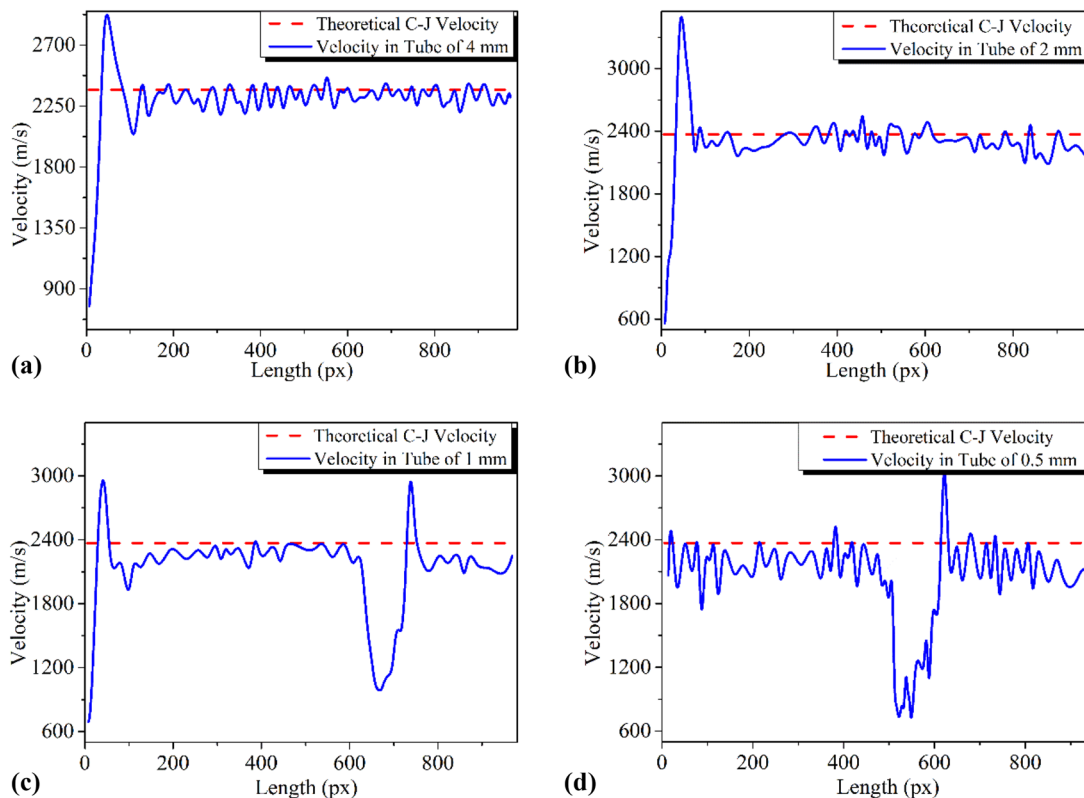 Theoretical C-J Velocity
Velocity in Tube of 4 mm
2700
2250
1800
1350
900
Velocity (m/s)
0 200 400 600 800
Length (px)
(a)
Theoretical C-J Velocity
Velocity in Tube of 2 mm
3000
2400
1800
1200
600
Velocity (m/s)
0 200 400 600 800
Length (px)
(b)
Theoretical C-J Velocity
Velocity in Tube of 1 mm
3000
2400
1800
1200
600
Velocity (m/s)
0 200 400 600 800
Length (px)
(c)
Theoretical C-J Velocity
Velocity in Tube of 0.5 mm
3000
2400
1800
1200
600
Velocity (m/s)
0 200 400 600 800
Length (px)
(d)